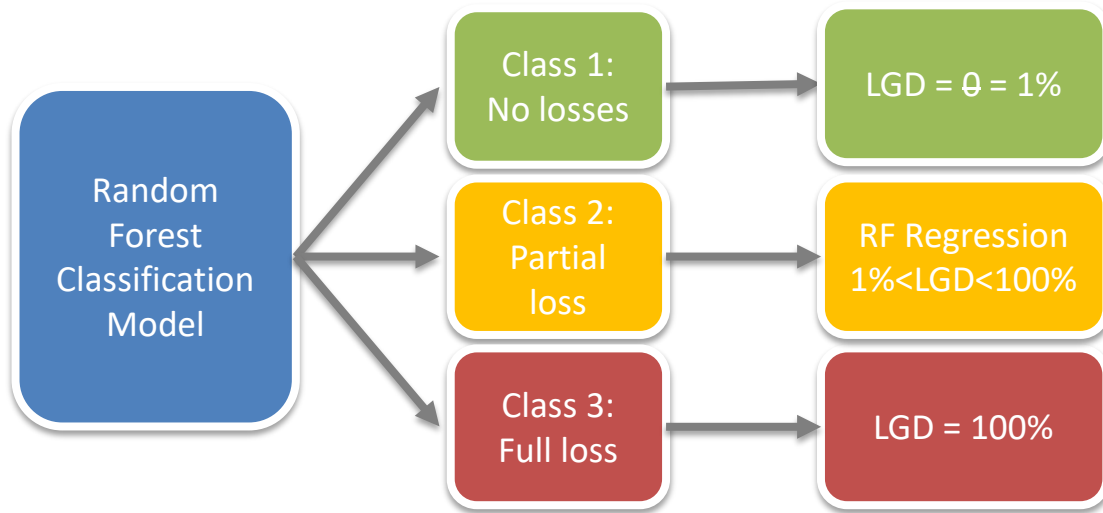 Random
Forest
Classification
Model
Class 1:
No losses
LGD = 0 = 1%
Class 2:
Partial
loss
RF Regression
1%<LGD<100%
Class 3:
Full loss
LGD = 100%